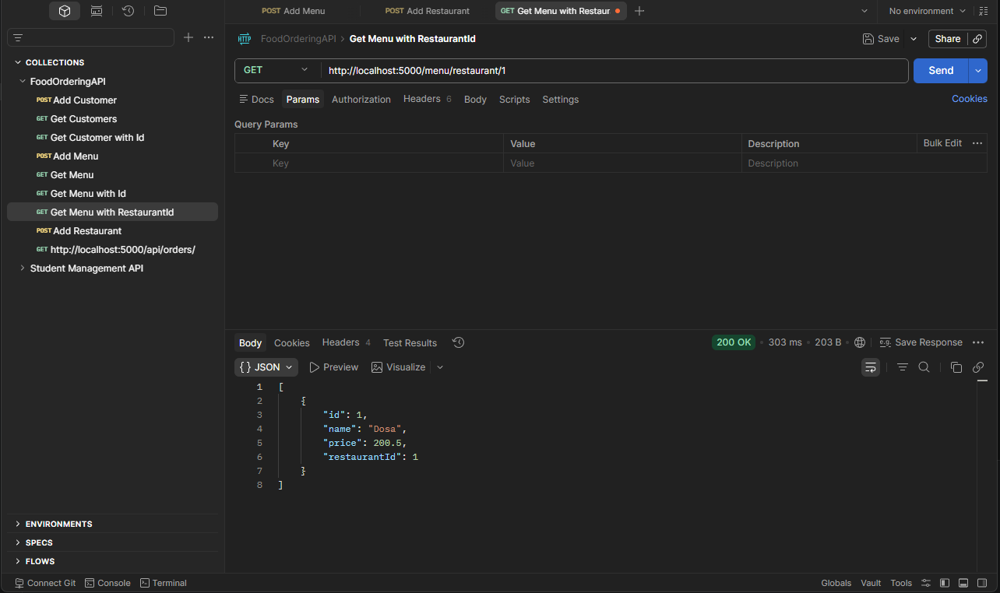 POST Add Menu
POST Add Restaurant
GET Get Menu with Restaur
No environment
COLLECTIONS
FoodOrderingAPI
POST Add Customer
GET Get Customers
GET Get Customer with Id
POST Add Menu
GET Get Menu
GET Get Menu with Id
GET Get Menu with RestaurantId
POST Add Restaurant
GET http://localhost:5000/api/orders/
Student Management API
ENVIRONMENTS
SPECS
FLOWS
HTTP FoodOrderingAPI › Get Menu with RestaurantId
Save
Share
GET http://localhost:5000/menu/restaurant/1
Send
Docs Params Authorization Headers 6 Body Scripts Settings
Cookies
Query Params
Key Value Description Bulk Edit
Key Value Description
Body Cookies Headers 4 Test Results
200 OK • 303 ms • 203 B
e.g. Save Response
{} JSON Preview Visualize
1 [
2 {
3 "id": 1,
4 "name": "Dosa",
5 "price": 200.5,
6 "restaurantId": 1
7 }
8 ]
Connect Git Console Terminal
Globals Vault Tools